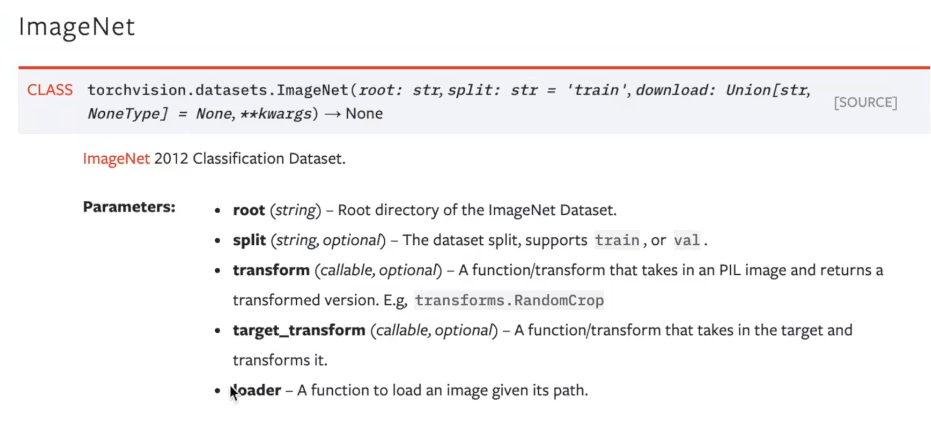 ImageNet
CLASS torchvision.datasets.ImageNet(root: str, split: str = 'train', download: Union[str,
NoneType] = None, **kwargs) → None
[SOURCE]
ImageNet 2012 Classification Dataset.
Parameters:
• root (string) – Root directory of the ImageNet Dataset.
• split (string, optional) – The dataset split, supports train, or val.
• transform (callable, optional) – A function/transform that takes in an PIL image and returns a
transformed version. E.g, transforms.RandomCrop
• target_transform (callable, optional) – A function/transform that takes in the target and
transforms it.
• loader – A function to load an image given its path.